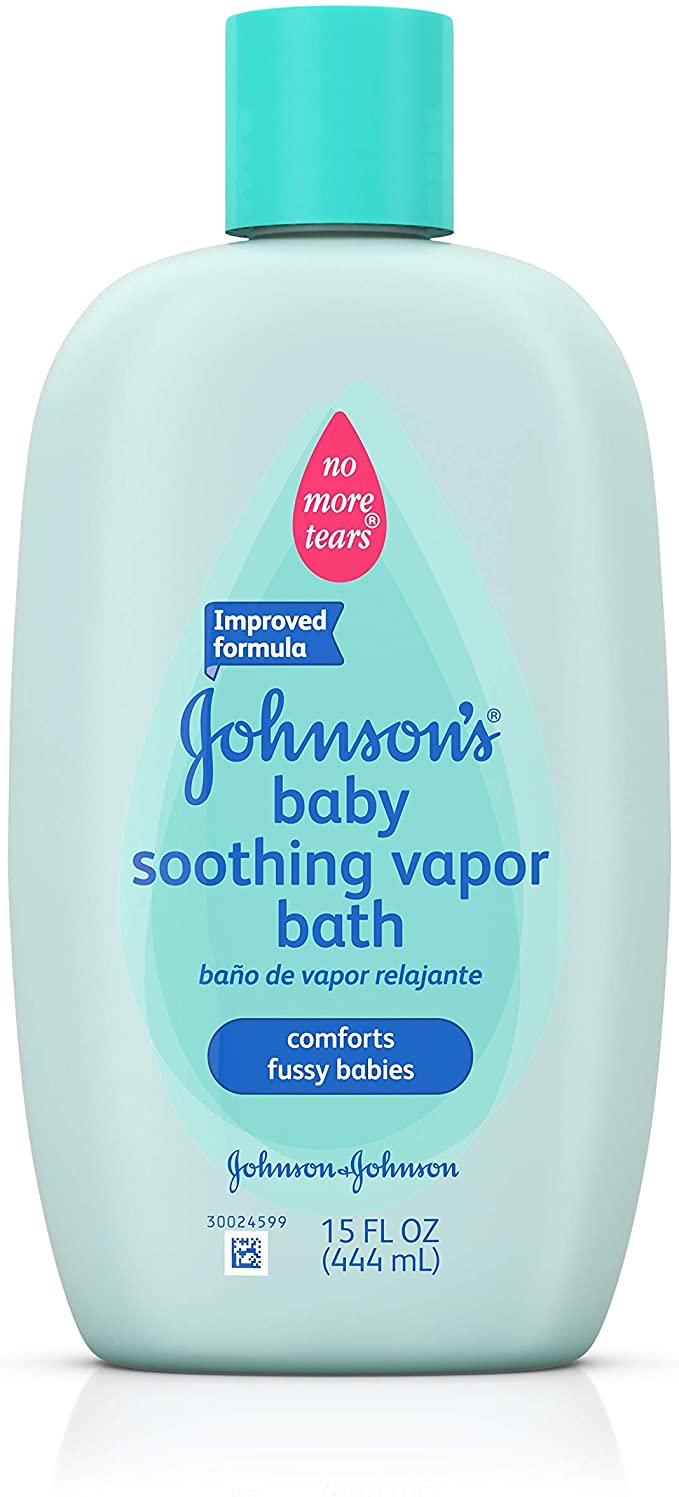 no
more
tears®
Improved
formula
Johnson's®
baby
soothing vapor
bath
baño de vapor relajante
comforts
fussy babies
Johnson+Johnson
30024599
15 FL OZ
(444 mL)